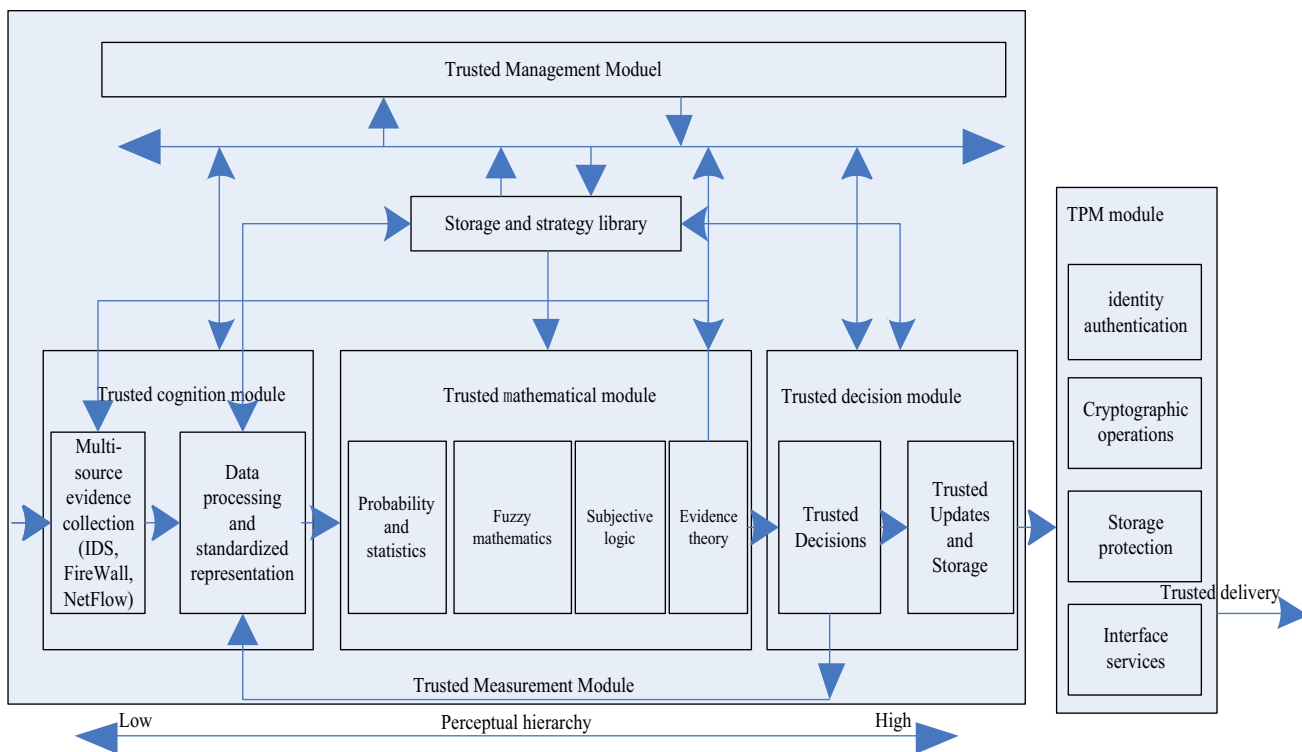 Trusted Management Moduel
Storage and strategy library
Trusted cognition module
Multi-
source
evidence
collection
(IDS,
FireWall,
NetFlow)
Data
processing
and
standardized
representation
Trusted mathematical module
Probability
and
statistics
Fuzzy
mathematics
Subjective
logic
Evidence
theory
Trusted decision module
Trusted
Decisions
Trusted
Updates
and
Storage
Trusted Measurement Module
Low
Perceptual hierarchy
High
TPM module
identity
authentication
Cryptographic
operations
Storage
protection
Interface
services
Trusted delivery